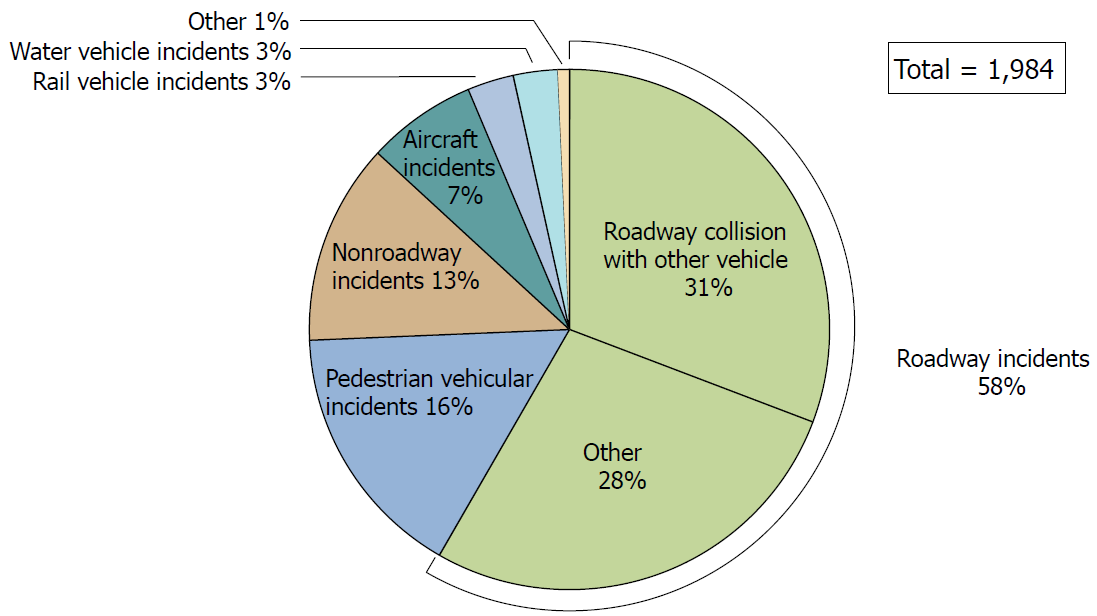 Other 1%
Water vehicle incidents 3%
Rail vehicle incidents 3%
Total = 1,984
Aircraft
incidents
7%
Roadway collision
with other vehicle
31%
Nonroadway
incidents 13%
Roadway incidents
58%
Pedestrian vehicular
incidents 16%
Other
28%